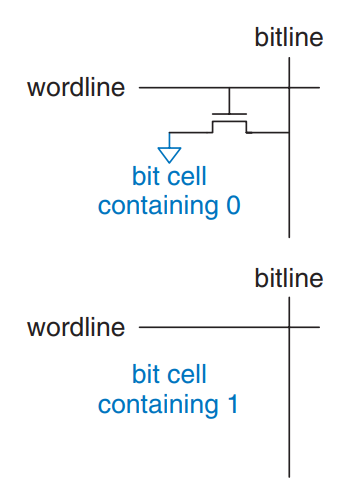 bitline
wordline
bit cell
containing 0
bitline
wordline
bit cell
containing 1